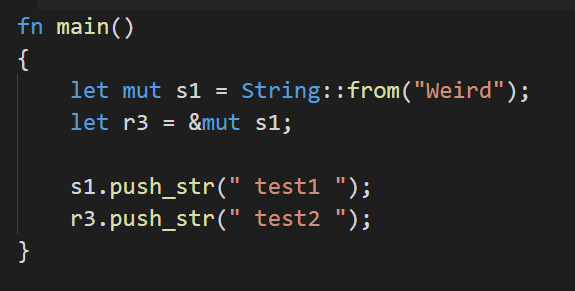 fn main()
{
    let mut s1 = String::from("Weird");
    let r3 = &mut s1;

    s1.push_str(" test1 ");
    r3.push_str(" test2 ");
}